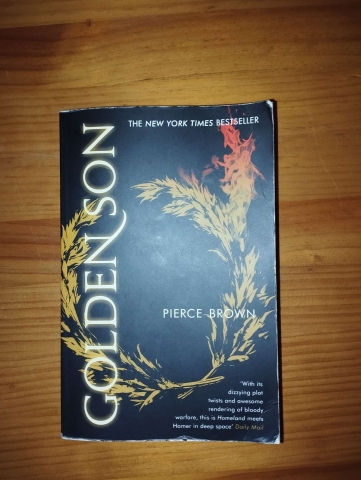 THE NEW YORK TIMES BESTSELLER
GOLDEN SON
PIERCE BROWN
'With its
dizzying plot
twists and awesome
rendering of bloody
warfare, this is Homeland meets
Homer in deep space' Daily Mail